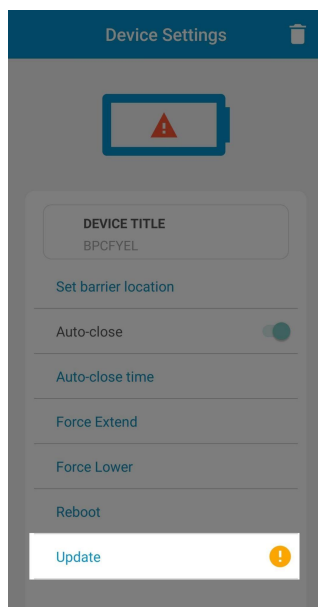 Device Settings
DEVICE TITLE
BPCFYEL
Set barrier location
Auto-close
Auto-close time
Force Extend
Force Lower
Reboot
Update